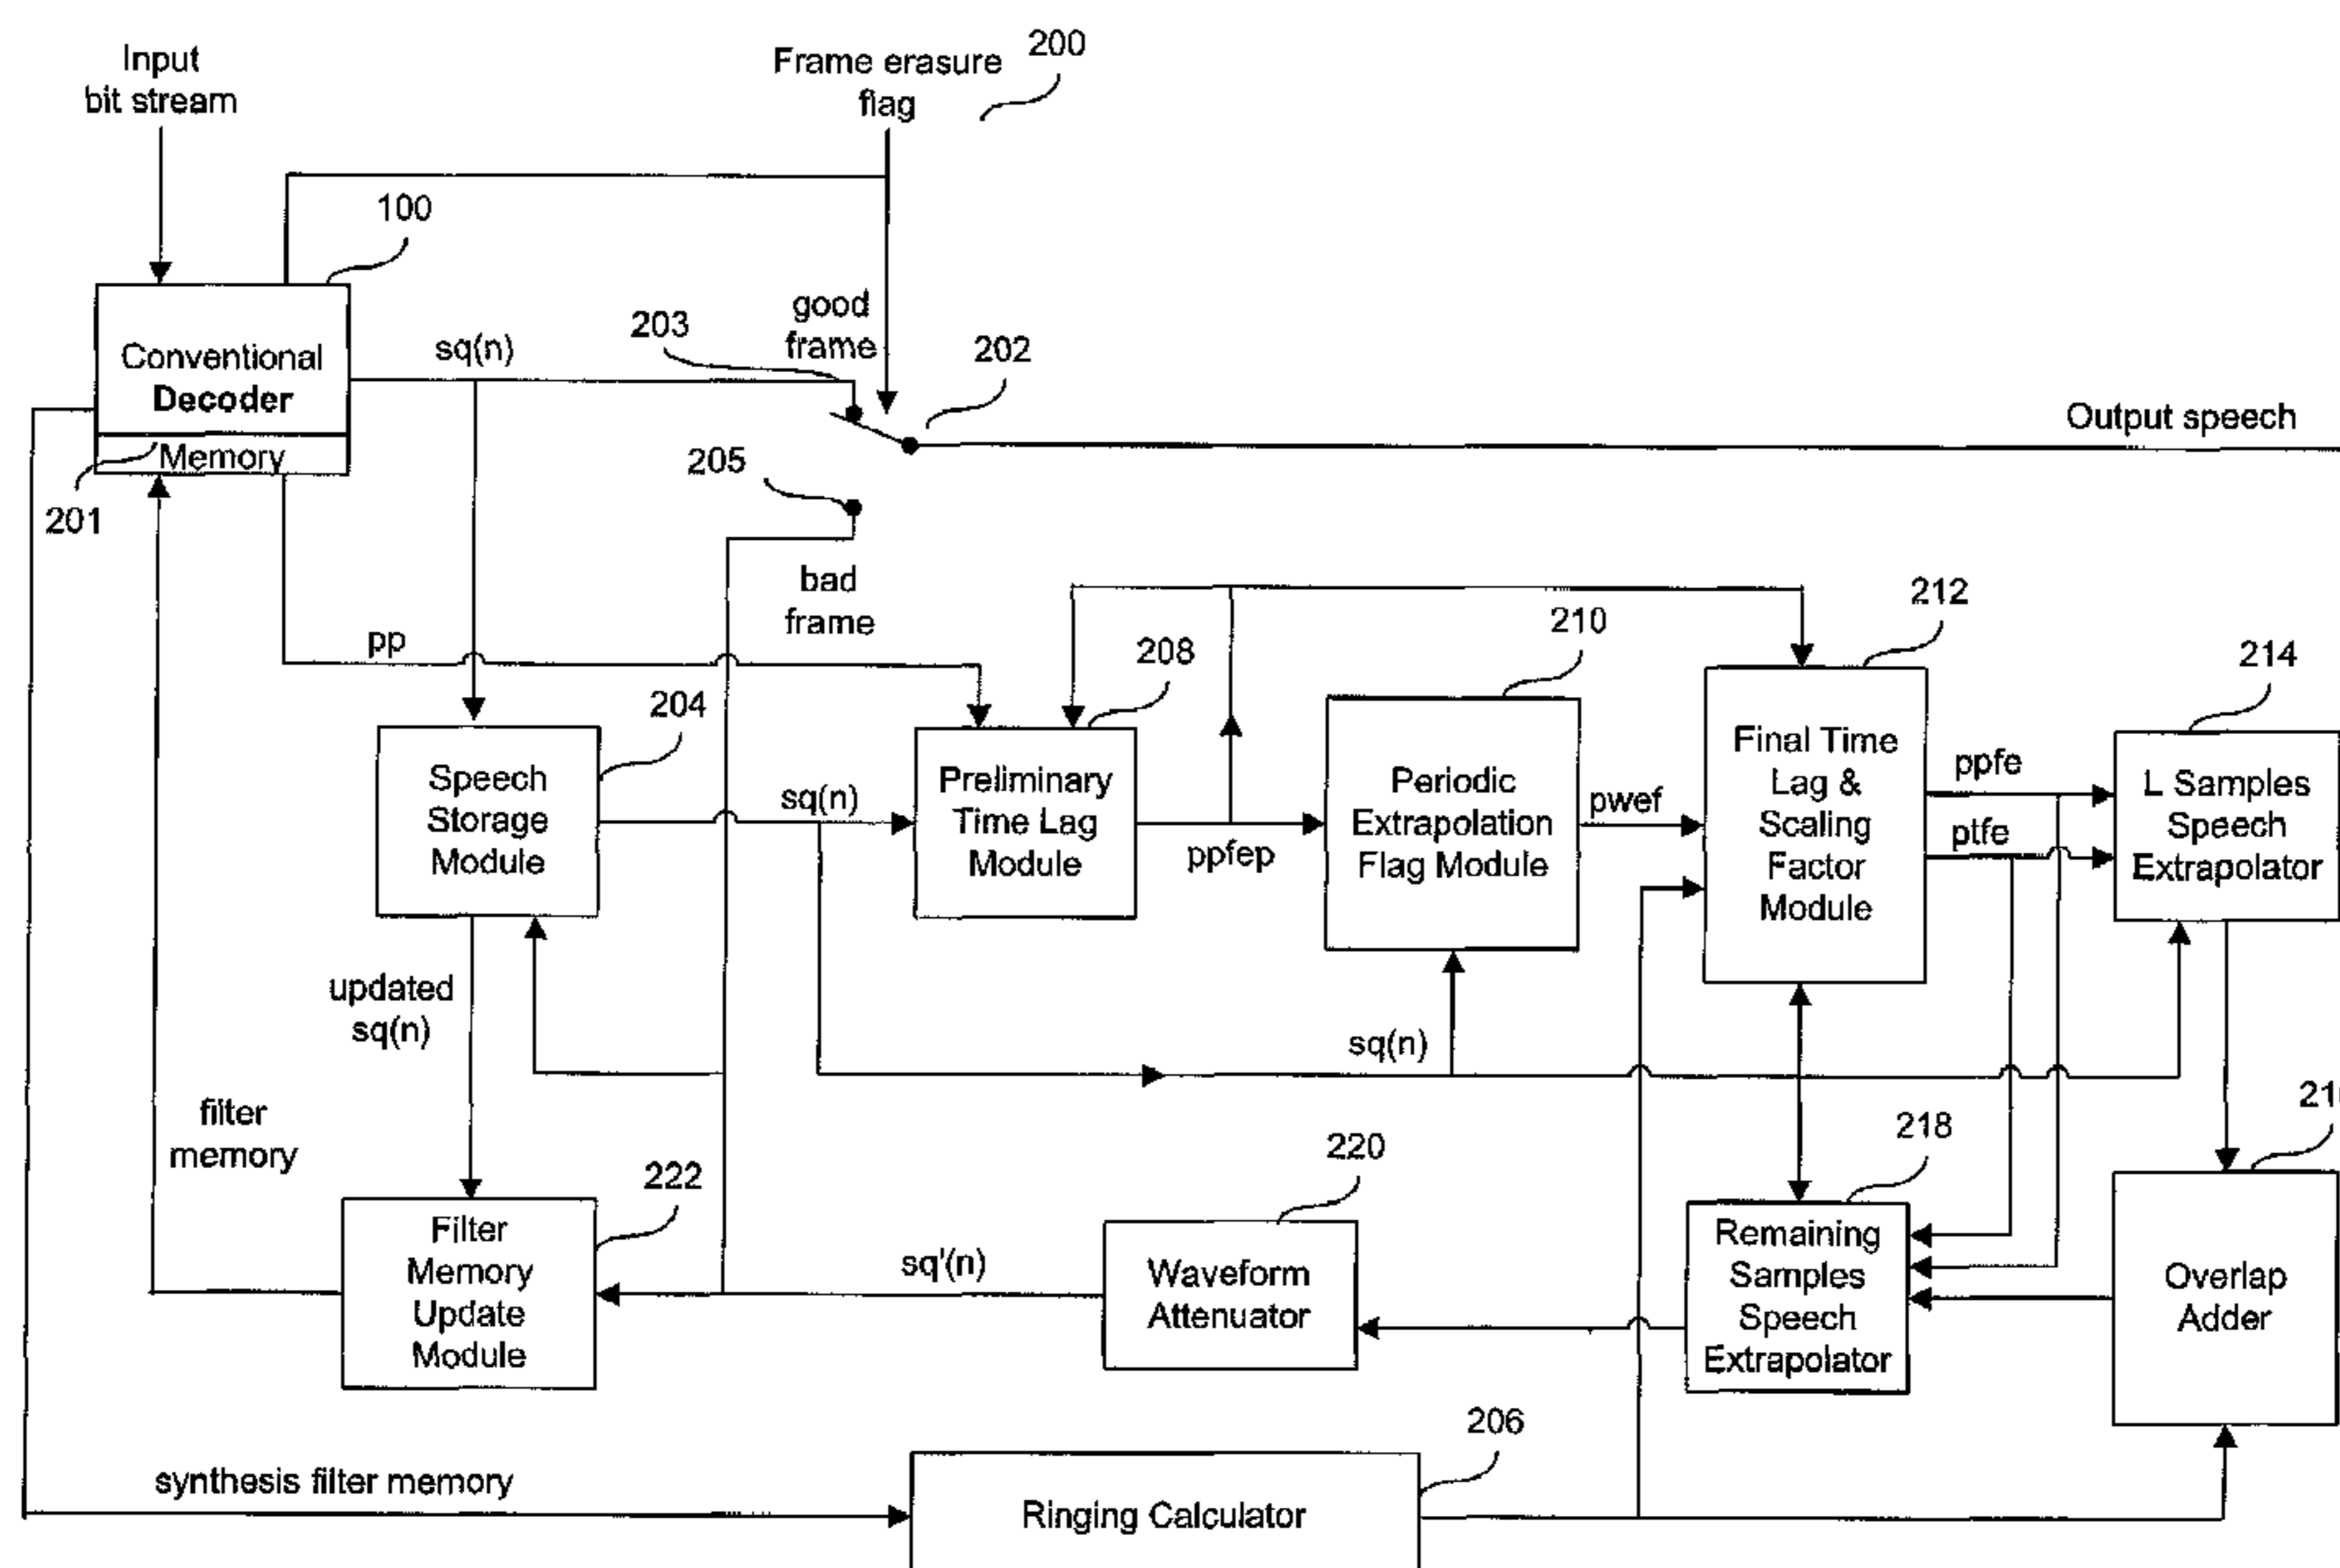 Input
bit stream
Frame erasure
flag
200
100
Conventional
Decoder
Memory
201
sq(n)
203
good
frame
202
Output speech
205
bad
frame
pp
204
Speech
Storage
Module
sq(n)
208
Preliminary
Time Lag
Module
ppfep
210
Periodic
Extrapolation
Flag Module
pwef
212
Final Time
Lag &
Scaling
Factor
Module
ppfe
ptfe
214
L Samples
Speech
Extrapolator
updated
sq(n)
sq(n)
filter
memory
222
Filter
Memory
Update
Module
sq'(n)
220
Waveform
Attenuator
218
Remaining
Samples
Speech
Extrapolator
Overlap
Adder
206
synthesis filter memory
Ringing Calculator